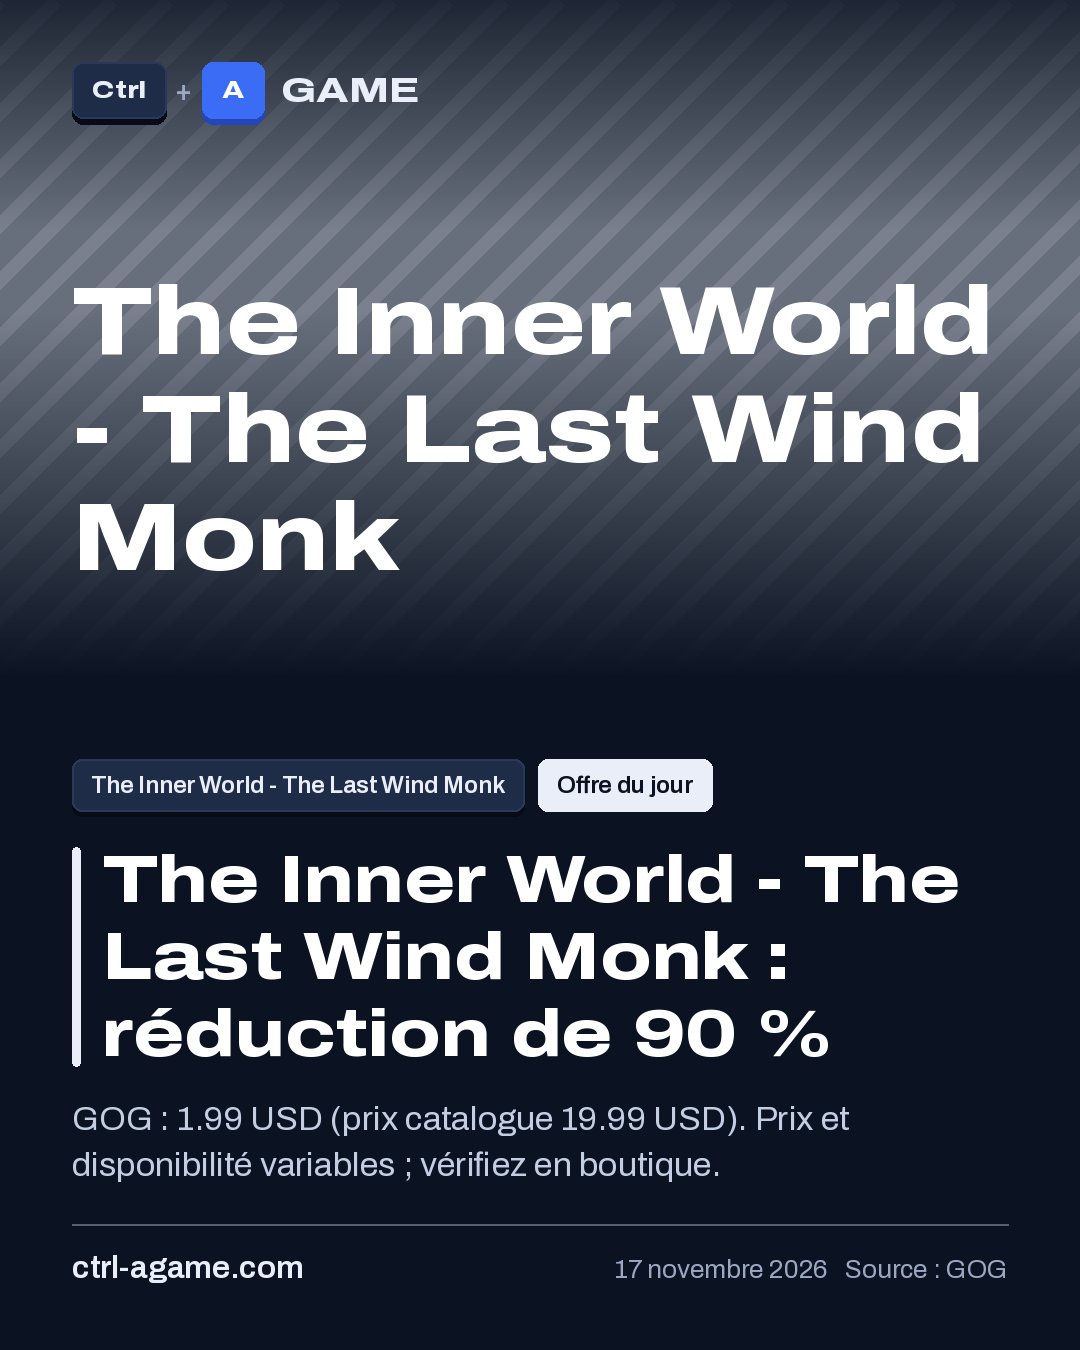 Ctrl + A GAME
The Inner World
- The Last Wind
Monk
The Inner World - The Last Wind Monk
Offre du jour
The Inner World - The
Last Wind Monk :
réduction de 90 %
GOG : 1.99 USD (prix catalogue 19.99 USD). Prix et
disponibilité variables ; vérifiez en boutique.
ctrl-agame.com
17 novembre 2026 Source : GOG